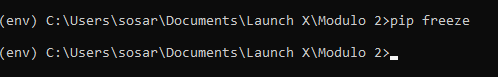 (env) C:\Users\sosar\Documents\Launch X\Modulo 2>pip freeze
(env) C:\Users\sosar\Documents\Launch X\Modulo 2>